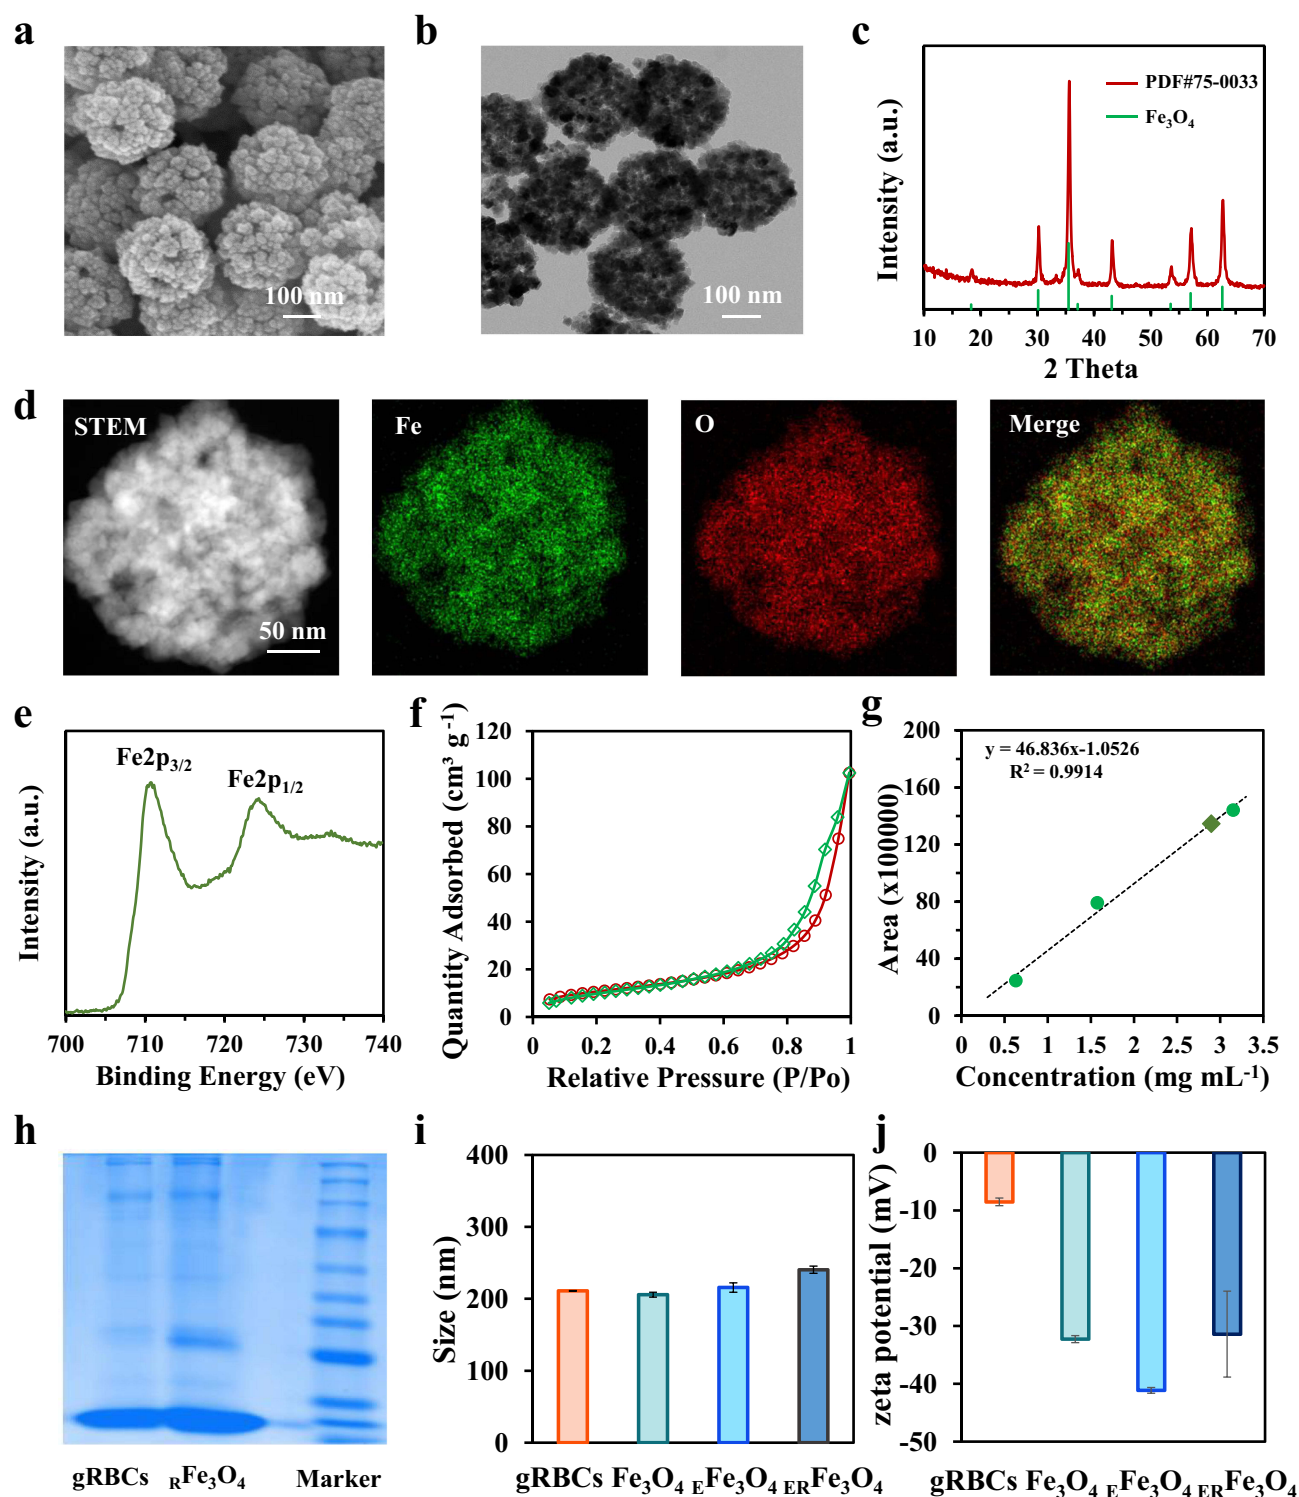 a
100 nm
b
100 nm
c
Intensity (a.u.)
PDF#75-0033
Fe₃O₄
10 20 30 40 50 60 70
2 Theta
d
STEM
50 nm
Fe
O
Merge
e
Intensity (a.u.)
Fe2p₃/₂
Fe2p₁/₂
700 710 720 730 740
Binding Energy (eV)
f
Quantity Adsorbed (cm³ g⁻¹)
120
100
80
60
40
20
0
0 0.2 0.4 0.6 0.8 1
Relative Pressure (P/Po)
g
Area (x1000000)
y = 46.836x-1.0526
R² = 0.9914
200
160
120
80
40
0
0 0.5 1 1.5 2 2.5 3 3.5
Concentration (mg mL⁻¹)
h
gRBCs RFe₃O₄ Marker
i
Size (nm)
400
300
200
100
0
gRBCs Fe₃O₄ EFe₃O₄ ERFe₃O₄
j
zeta potential (mV)
0
-10
-20
-30
-40
-50
gRBCs Fe₃O₄ EFe₃O₄ ERFe₃O₄